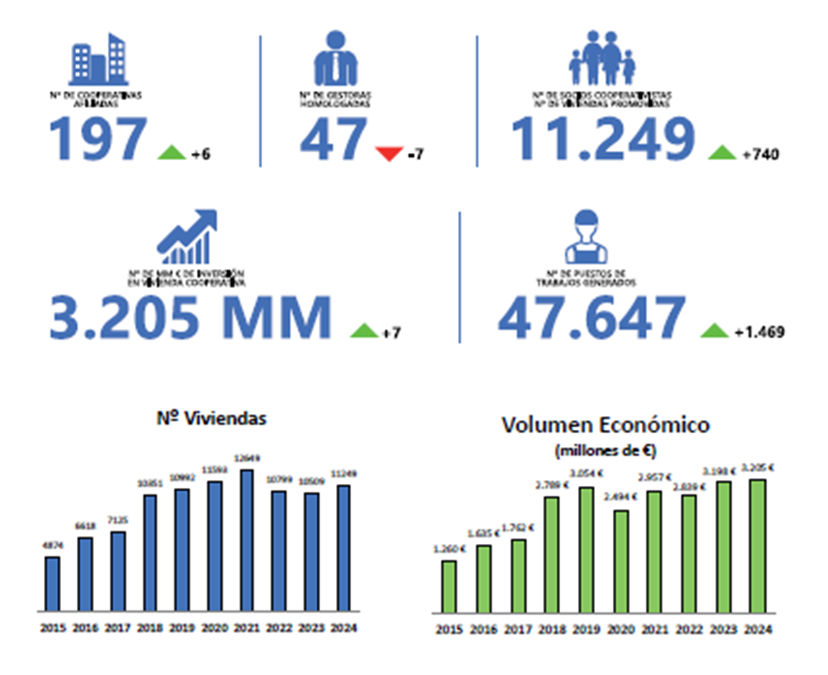 Nº DE COOPERATIVAS
AFILIADAS
197 +6
Nº DE GESTORAS
HOMOLOGADAS
47 -7
Nº DE SOCIOS COOPERATIVISTAS
Nº DE VIVIENDAS PROMOVIDAS
11.249 +740
Nº DE MM € DE INVERSIÓN
EN VIVIENDA COOPERATIVA
3.205 MM +7
Nº DE PUESTOS DE
TRABAJOS GENERADOS
47.647 +1.469
Nº Viviendas
4874 6618 7125 10351 10992 11593 12649 10799 10509 11249
2015 2016 2017 2018 2019 2020 2021 2022 2023 2024
Volumen Económico
(millones de €)
1.260 € 1.635 € 1.762 € 2.789 € 3.054 € 2.494 € 2.957 € 2.839 € 3.198 € 3.205 €
2015 2016 2017 2018 2019 2020 2021 2022 2023 2024